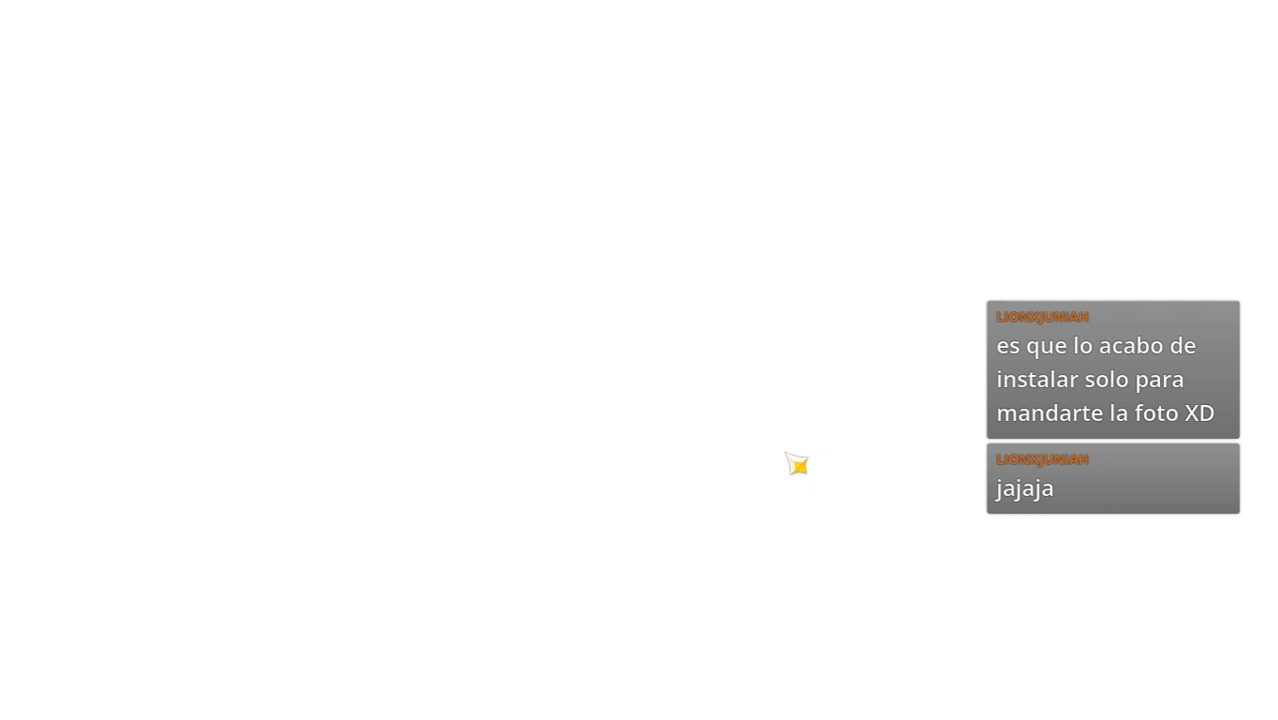 LIONXJUNIAH
es que lo acabo de
instalar solo para
mandarte la foto XD
LIONXJUNIAH
jajaja